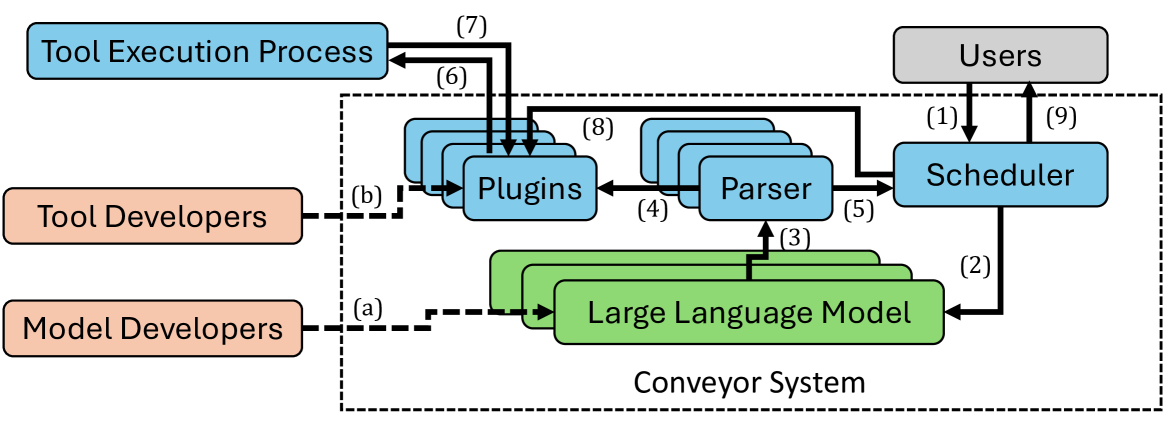 (7)
Tool Execution Process
Users
(6)
(1)
(9)
(8)
Plugins
Parser
Scheduler
(b)
(4)
(5)
Tool Developers
(3)
(2)
(a)
Large Language Model
Model Developers
Conveyor System